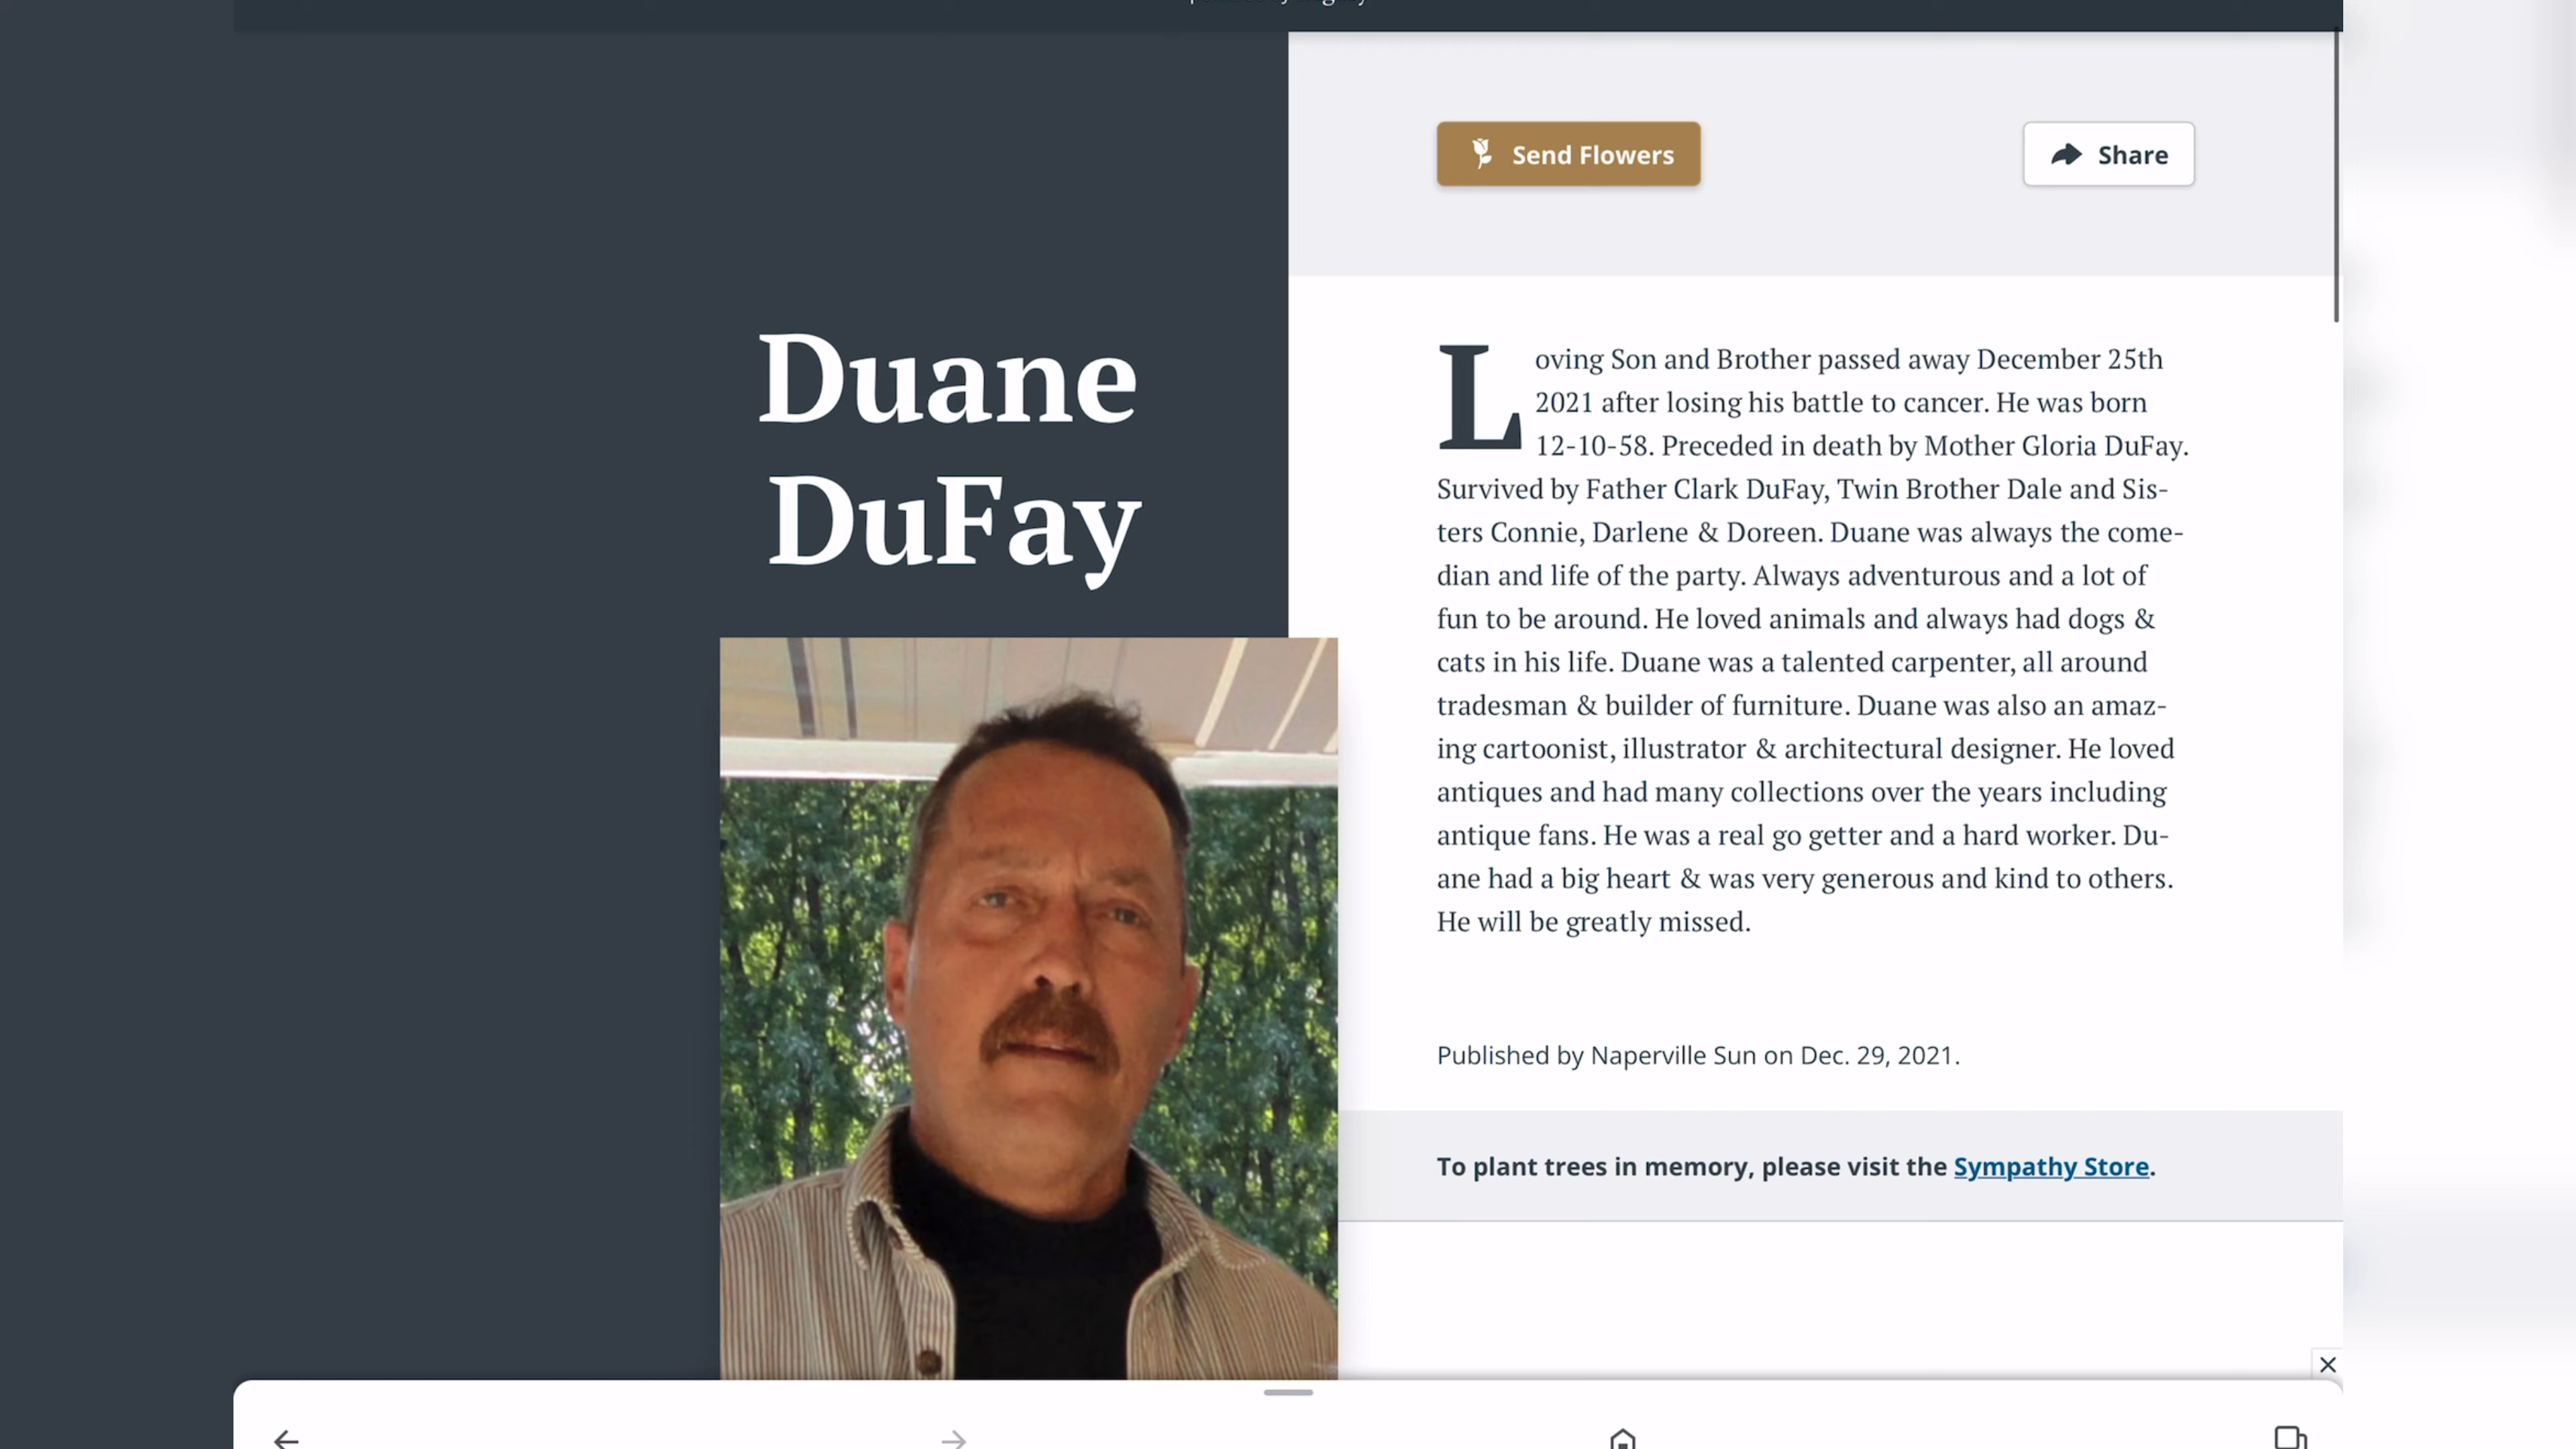 Send Flowers
Share
Duane
DuFay
Loving Son and Brother passed away December 25th
2021 after losing his battle to cancer. He was born
12-10-58. Preceded in death by Mother Gloria DuFay.
Survived by Father Clark DuFay, Twin Brother Dale and Sis-
ters Connie, Darlene & Doreen. Duane was always the come-
dian and life of the party. Always adventurous and a lot of
fun to be around. He loved animals and always had dogs &
cats in his life. Duane was a talented carpenter, all around
tradesman & builder of furniture. Duane was also an amaz-
ing cartoonist, illustrator & architectural designer. He loved
antiques and had many collections over the years including
antique fans. He was a real go getter and a hard worker. Du-
ane had a big heart & was very generous and kind to others.
He will be greatly missed.
Published by Naperville Sun on Dec. 29, 2021.
To plant trees in memory, please visit the Sympathy Store.